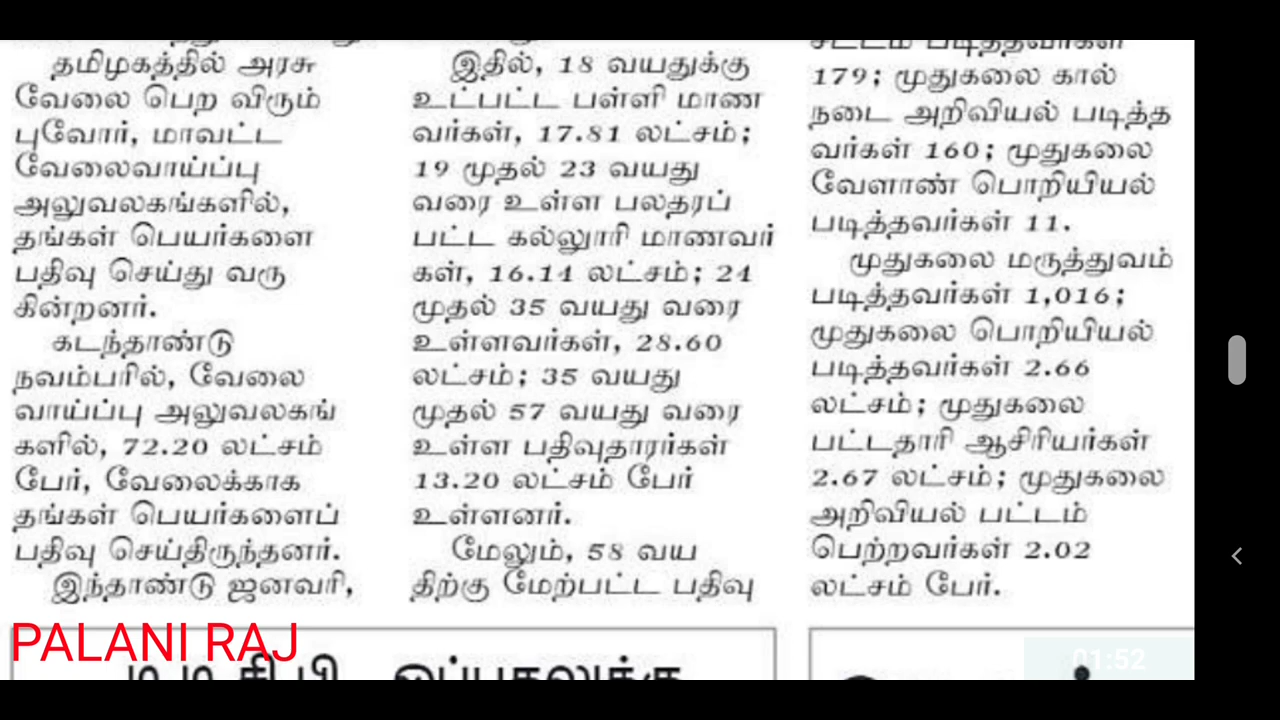 தமிழகத்தில் அரசு
வேலை பெற விரும்
புவோர், மாவட்ட
வேலைவாய்ப்பு
அலுவலகங்களில்,
தங்கள் பெயர்களை
பதிவு செய்து வரு
கின்றனர்.
கடந்தாண்டு
நவம்பரில், வேலை
வாய்ப்பு அலுவலகங்
களில், 72.20 லட்சம்
பேர், வேலைக்காக
தங்கள் பெயர்களைப்
பதிவு செய்திருந்தனர்.
இந்தாண்டு ஜனவரி,
இதில், 18 வயதுக்கு
உட்பட்ட பள்ளி மாண
வர்கள், 17.81 லட்சம்;
19 முதல் 23 வயது
வரை உள்ள பலதரப்
பட்ட கல்லூரி மாணவர்
கள், 16.14 லட்சம்; 24
முதல் 35 வயது வரை
உள்ளவர்கள், 28.60
லட்சம்; 35 வயது
முதல் 57 வயது வரை
உள்ள பதிவுதாரர்கள்
13.20 லட்சம் பேர்
உள்ளனர்.
மேலும், 58 வய
திற்கு மேற்பட்ட பதிவு
சட்டம் படித்தவர்கள்
179; முதுகலை கால்
நடை அறிவியல் படித்த
வர்கள் 160; முதுகலை
வேளாண் பொறியியல்
படித்தவர்கள் 11.
முதுகலை மருத்துவம்
படித்தவர்கள் 1,016;
முதுகலை பொறியியல்
படித்தவர்கள் 2.66
லட்சம்; முதுகலை
பட்டதாரி ஆசிரியர்கள்
2.67 லட்சம்; முதுகலை
அறிவியல் பட்டம்
பெற்றவர்கள் 2.02
லட்சம் பேர்.
PALANI RAJ
01:52